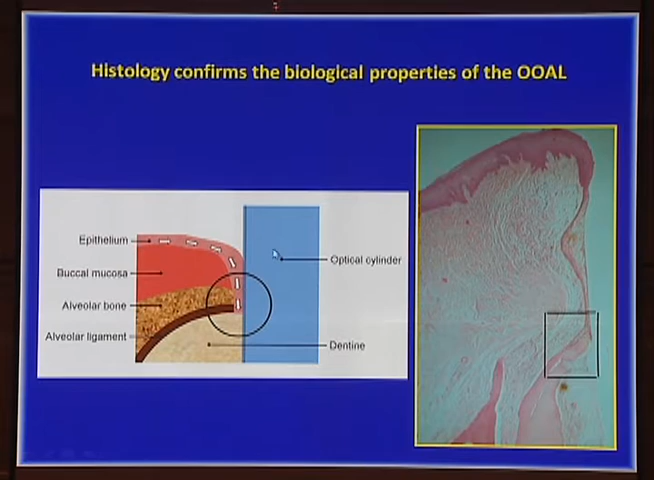 Histology confirms the biological properties of the OOAL
Epithelium
Buccal mucosa
Alveolar bone
Alveolar ligament
Optical cylinder
Dentine